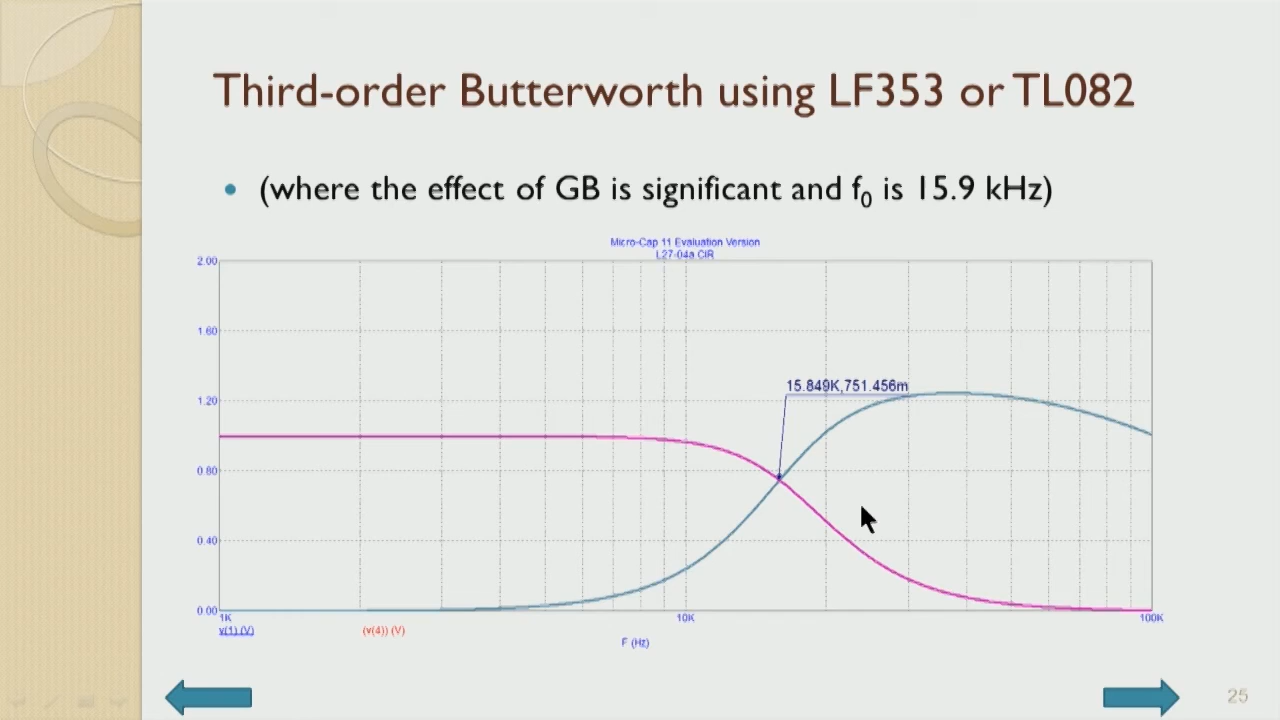 Third-order Butterworth using LF353 or TL082
• (where the effect of GB is significant and f0 is 15.9 kHz)
Micro-Cap 11 Evaluation Version
L27-04a.CIR
2.00
1.60
15.849K,751.456m
1.20
0.80
0.40
0.00
1K 10K 100K
v(1) (V) (v(4)) (V)
F (Hz)
25